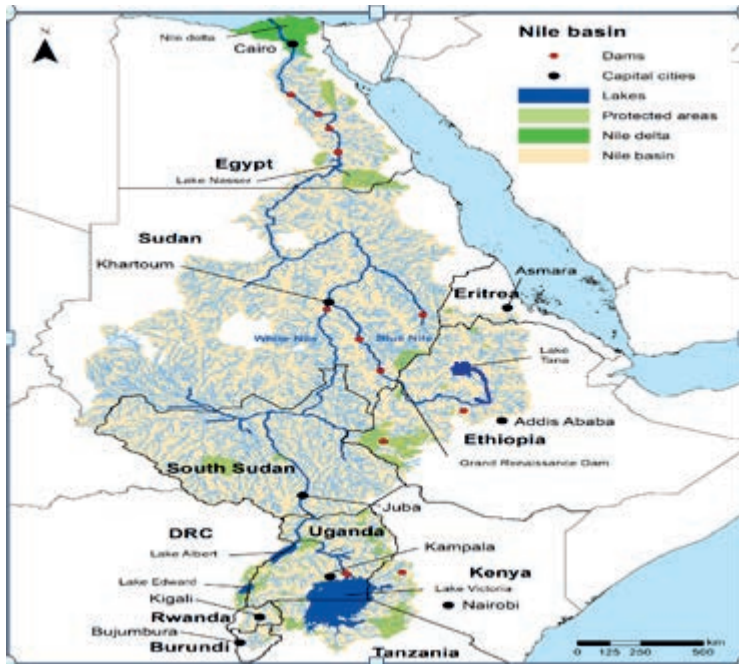 Nile delta
Cairo
N
Nile basin
Dams
Capital cities
Lakes
Protected areas
Nile delta
Nile basin
Egypt
Lake Nasser
Sudan
Khartoum
Asmara
Eritrea
White Nile
Blue Nile
Lake
Tana
Addis Ababa
Ethiopia
Grand Renaissance Dam
South Sudan
Juba
DRC
Uganda
Lake Albert
Kampala
Lake Edward
Kenya
Lake Victoria
Kigali
Nairobi
Rwanda
Bujumbura
Burundi
Tanzania
km
0 125 250 500